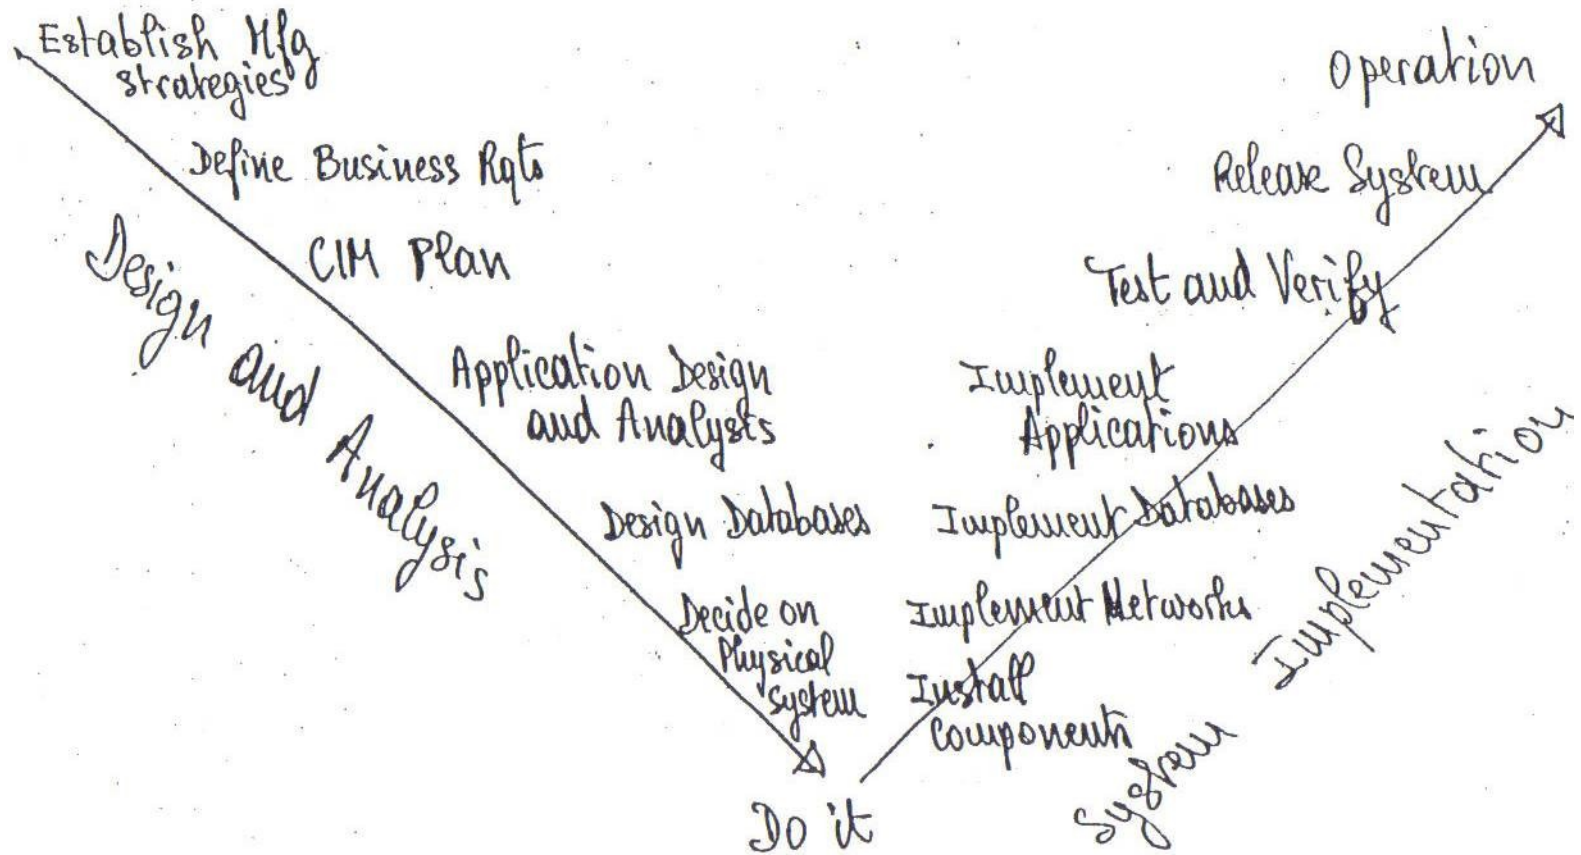 Establish Mfg
strategies
Define Business Rqts
CIM Plan
Application Design
and Analysis
Design Databases
Decide on
Physical
System
Design and Analysis
Do it
Operation
Release System
Test and Verify
Implement
Applications
Implement Databases
Implement Networks
Install
Components
System Implementation